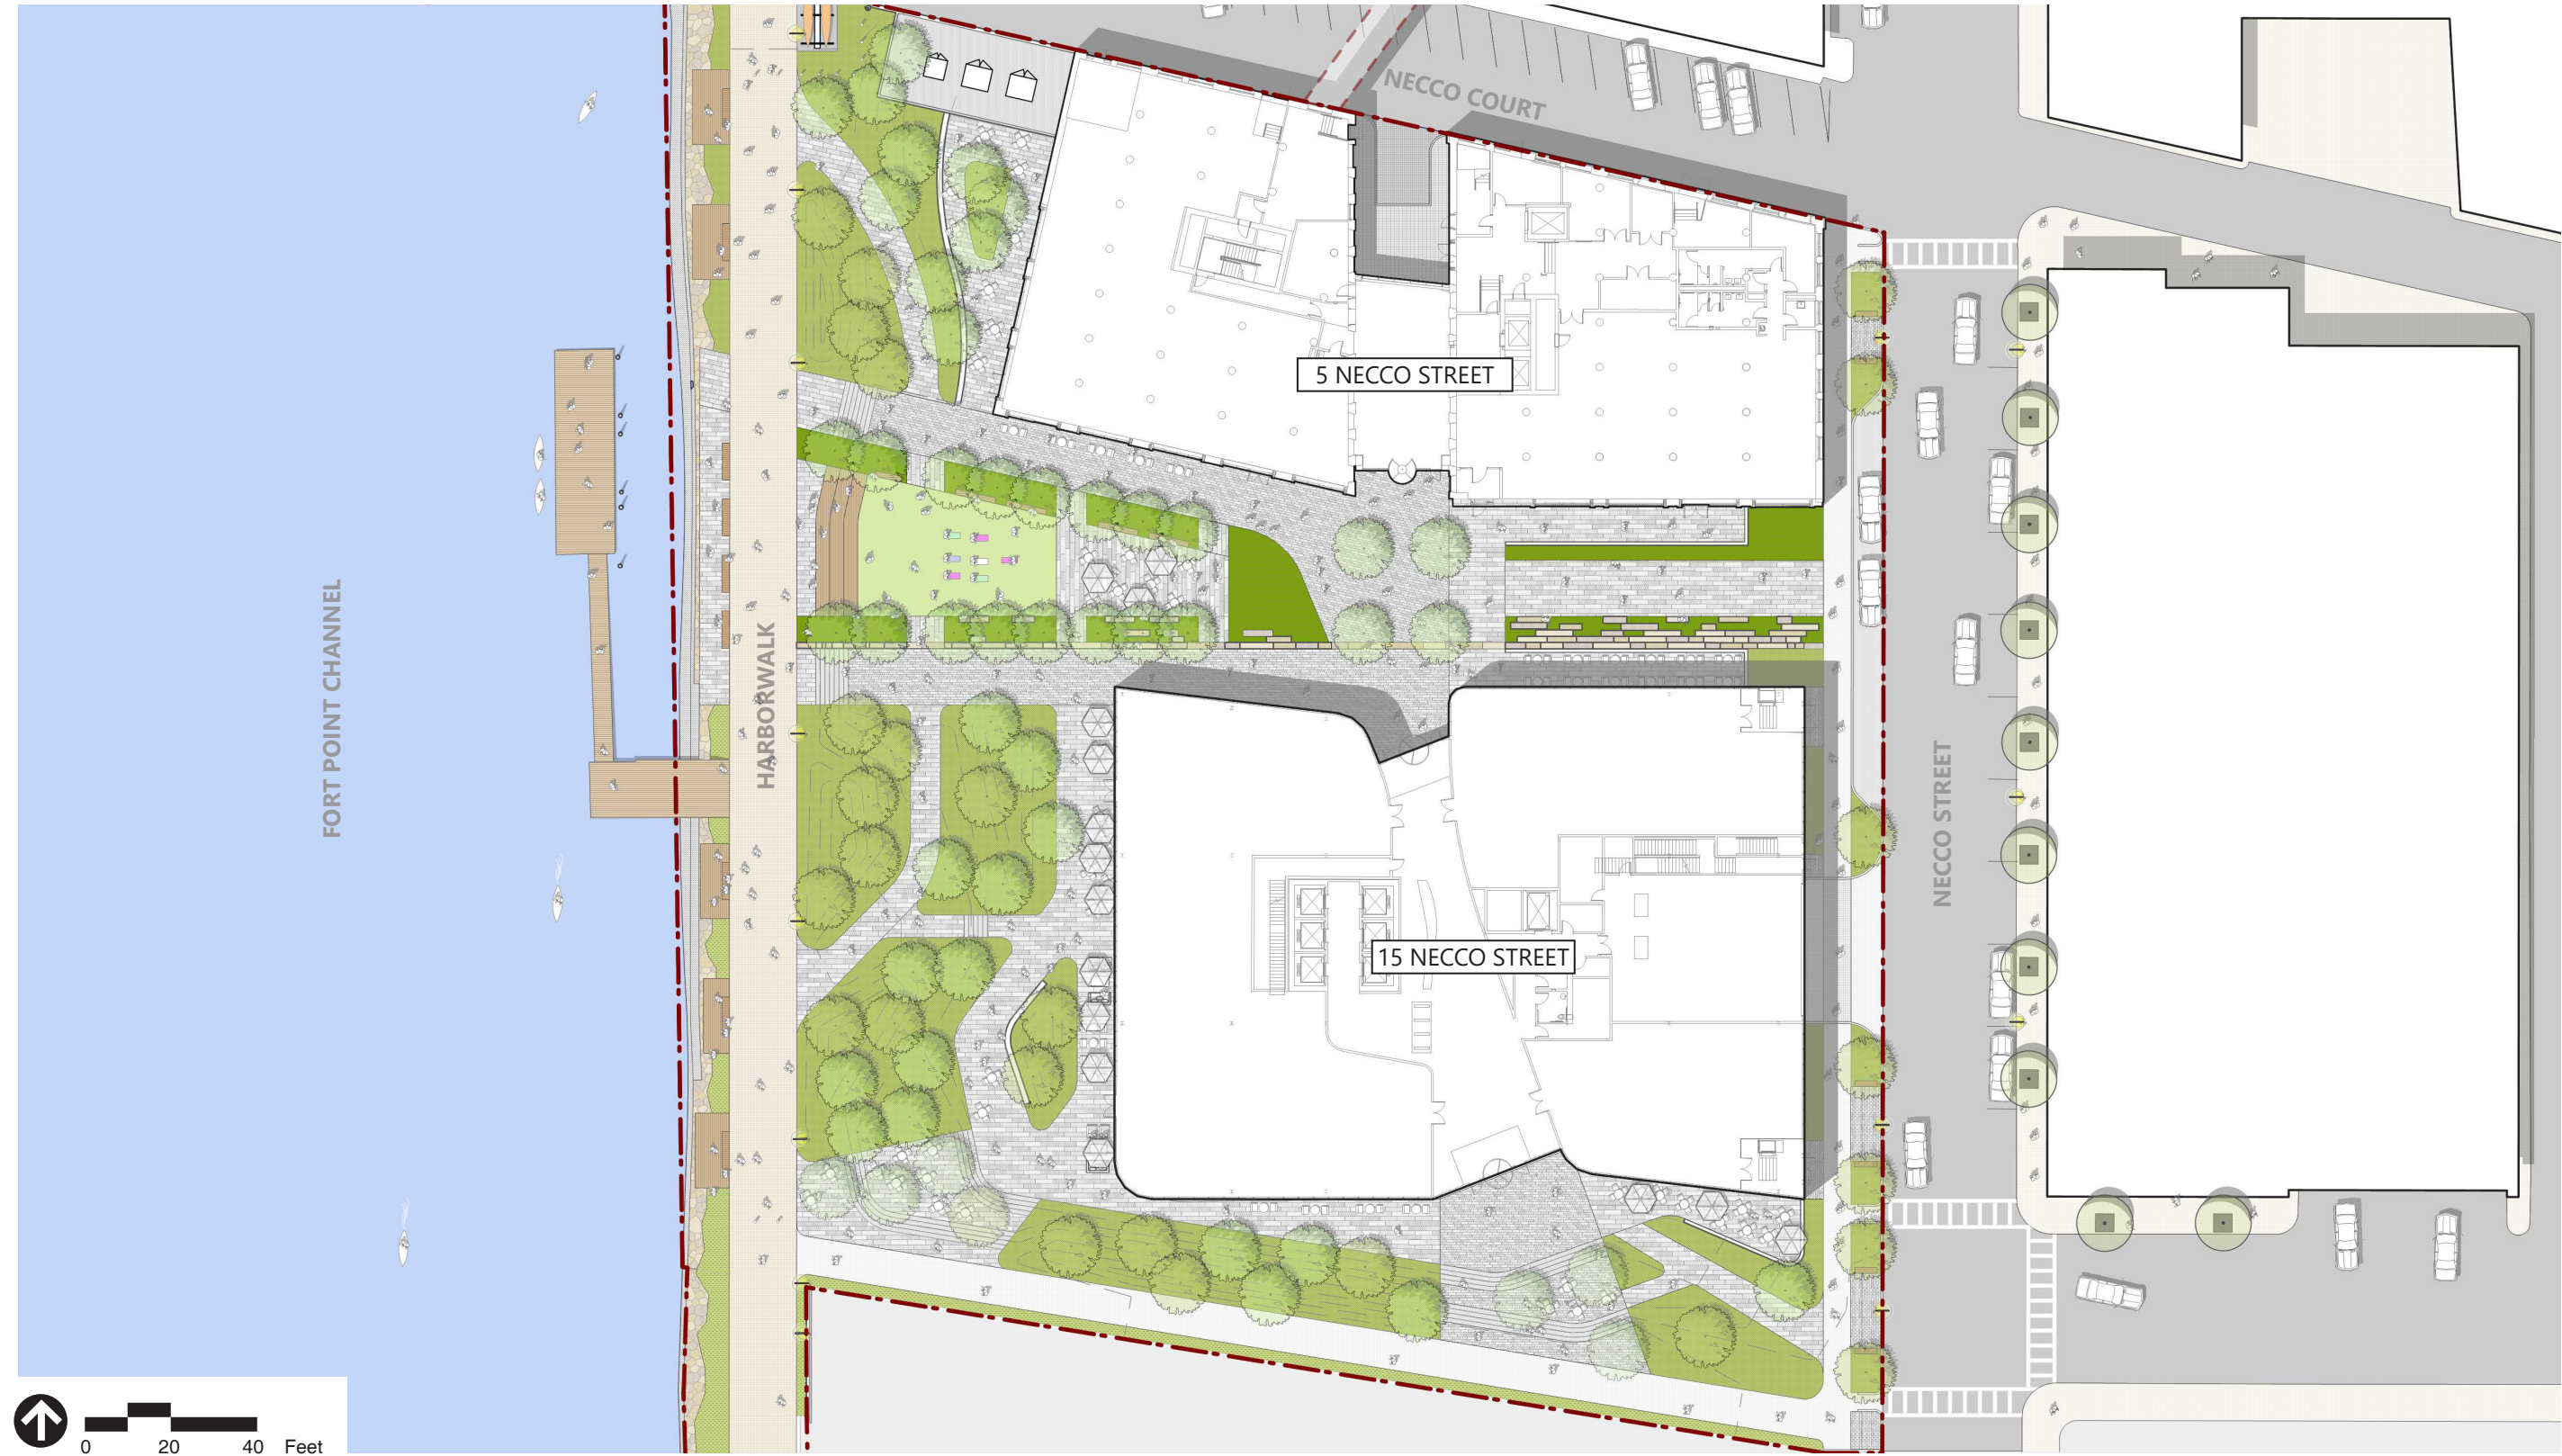 NECCO COURT
5 NECCO STREET
FORT POINT CHANNEL
HARBORWALK
NECCO STREET
15 NECCO STREET
0 20 40 Feet